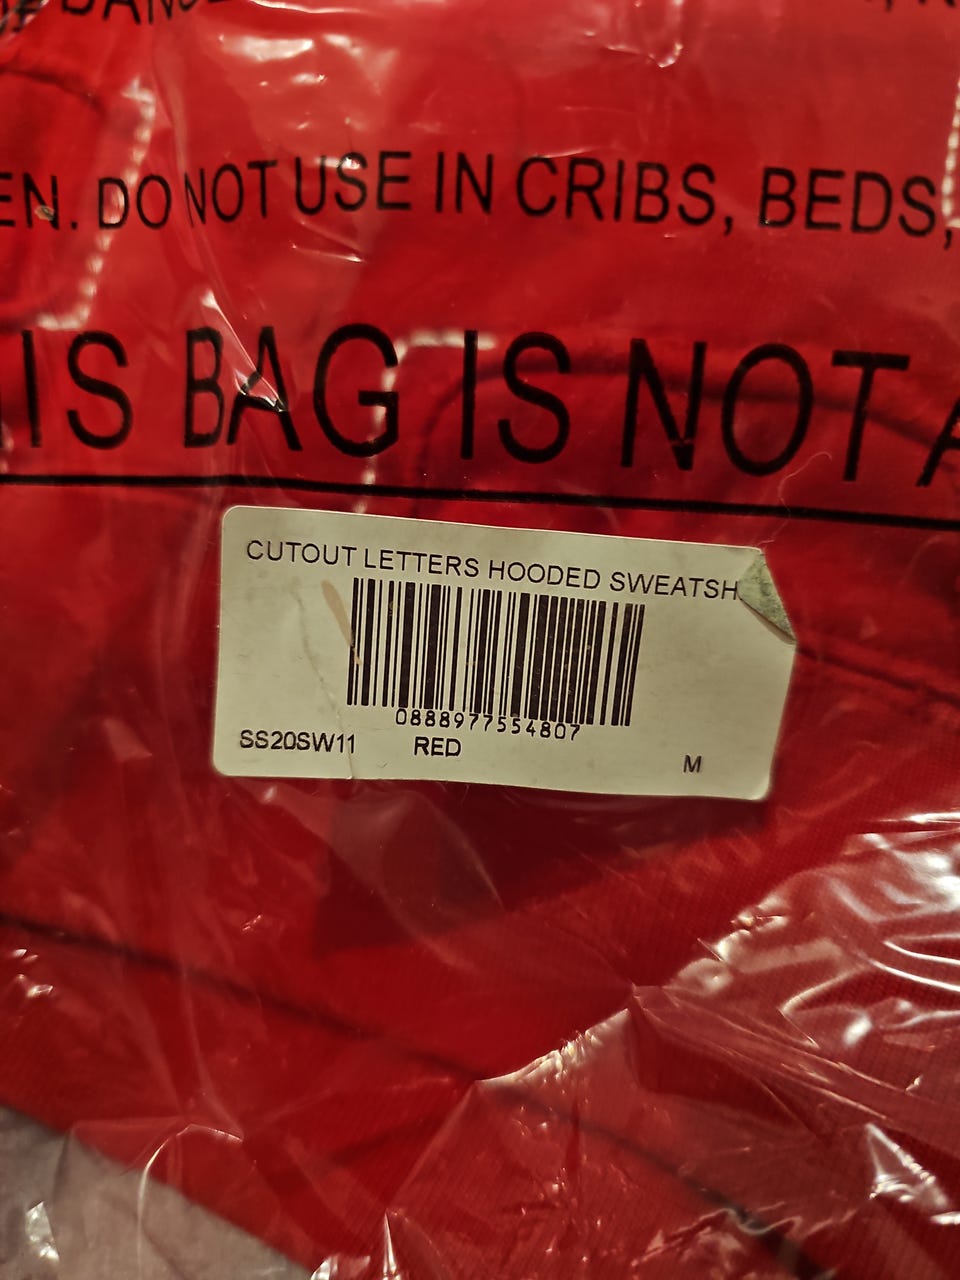 EN. DO NOT USE IN CRIBS, BEDS,
IS BAG IS NOT A
CUTOUT LETTERS HOODED SWEATSH
0888977554807
SS20SW11 RED M